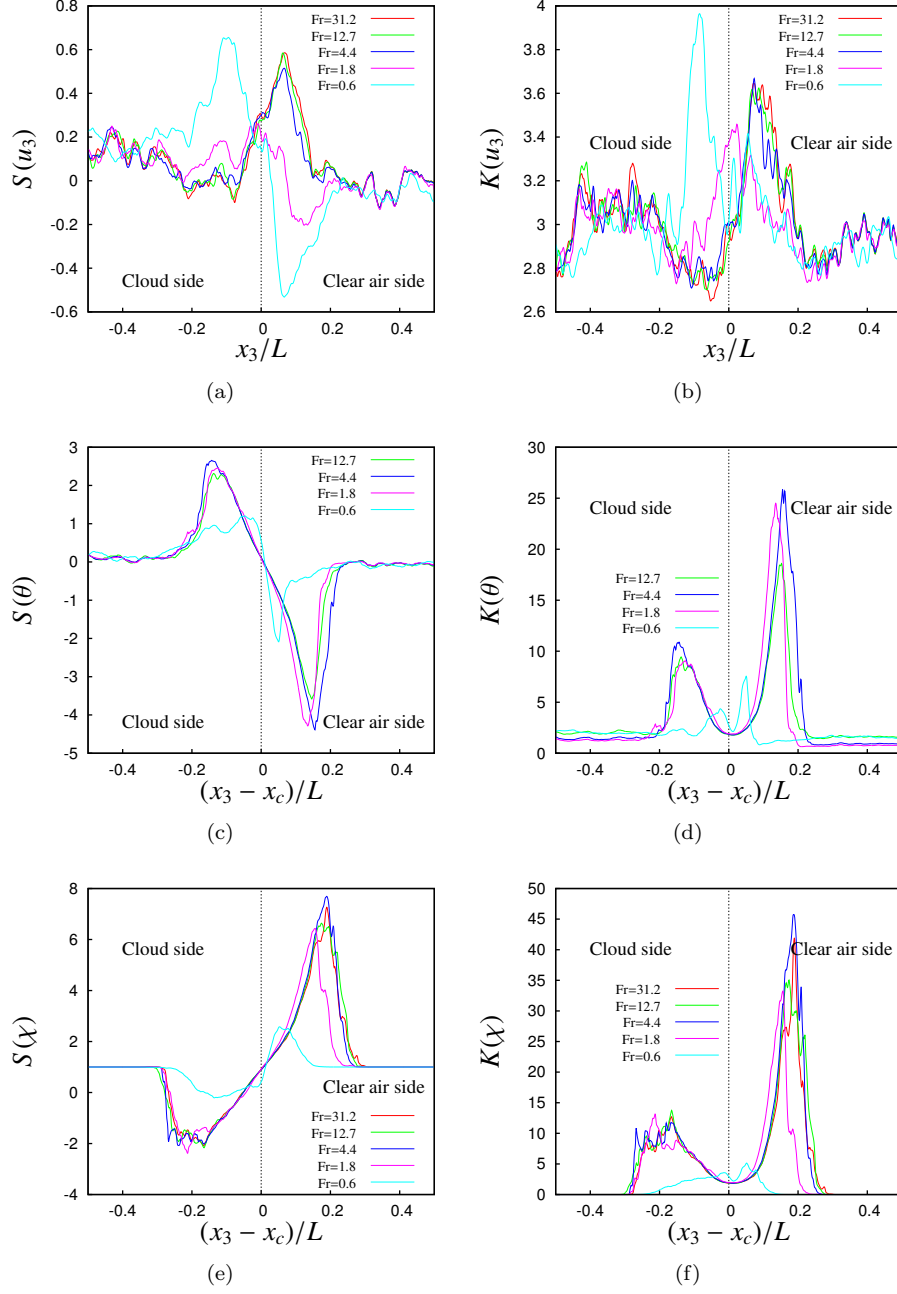 0.8
0.6
0.4
0.2
0
-0.2
-0.4
-0.6
S(u3)
Fr=31.2
Fr=12.7
Fr=4.4
Fr=1.8
Fr=0.6
Cloud side
Clear air side
-0.4
-0.2
0
0.2
0.4
x3/L
(a)
4
3.8
3.6
3.4
3.2
3
2.8
2.6
K(u3)
Fr=31.2
Fr=12.7
Fr=4.4
Fr=1.8
Fr=0.6
Cloud side
Clear air side
-0.4
-0.2
0
0.2
0.4
x3/L
(b)
3
2
1
0
-1
-2
-3
-4
-5
S(θ)
Fr=12.7
Fr=4.4
Fr=1.8
Fr=0.6
Cloud side
Clear air side
-0.4
-0.2
0
0.2
0.4
(x3 − xc)/L
(c)
30
25
20
15
10
5
0
K(θ)
Cloud side
Clear air side
Fr=12.7
Fr=4.4
Fr=1.8
Fr=0.6
-0.4
-0.2
0
0.2
0.4
(x3 − xc)/L
(d)
8
6
4
2
0
-2
-4
S(χ)
Cloud side
Clear air side
Fr=31.2
Fr=12.7
Fr=4.4
Fr=1.8
Fr=0.6
-0.4
-0.2
0
0.2
0.4
(x3 − xc)/L
(e)
50
45
40
35
30
25
20
15
10
5
0
K(χ)
Cloud side
Clear air side
Fr=31.2
Fr=12.7
Fr=4.4
Fr=1.8
Fr=0.6
-0.4
-0.2
0
0.2
0.4
(x3 − xc)/L
(f)